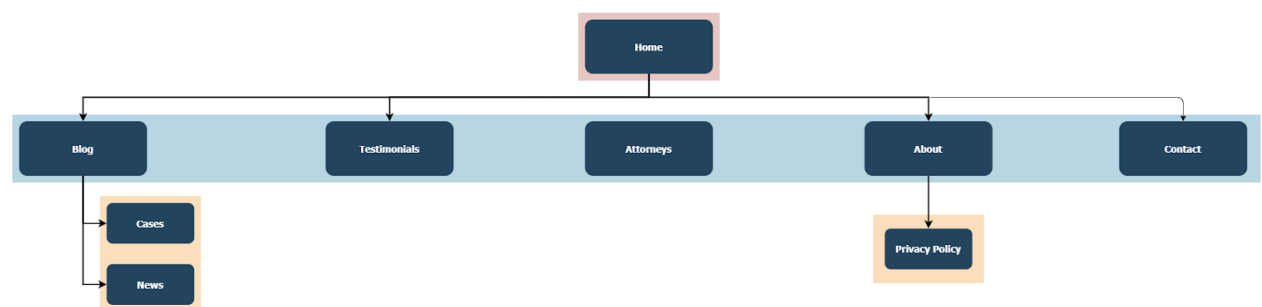 Home
Blog
Testimonials
Attorneys
About
Contact
Cases
Privacy Policy
News